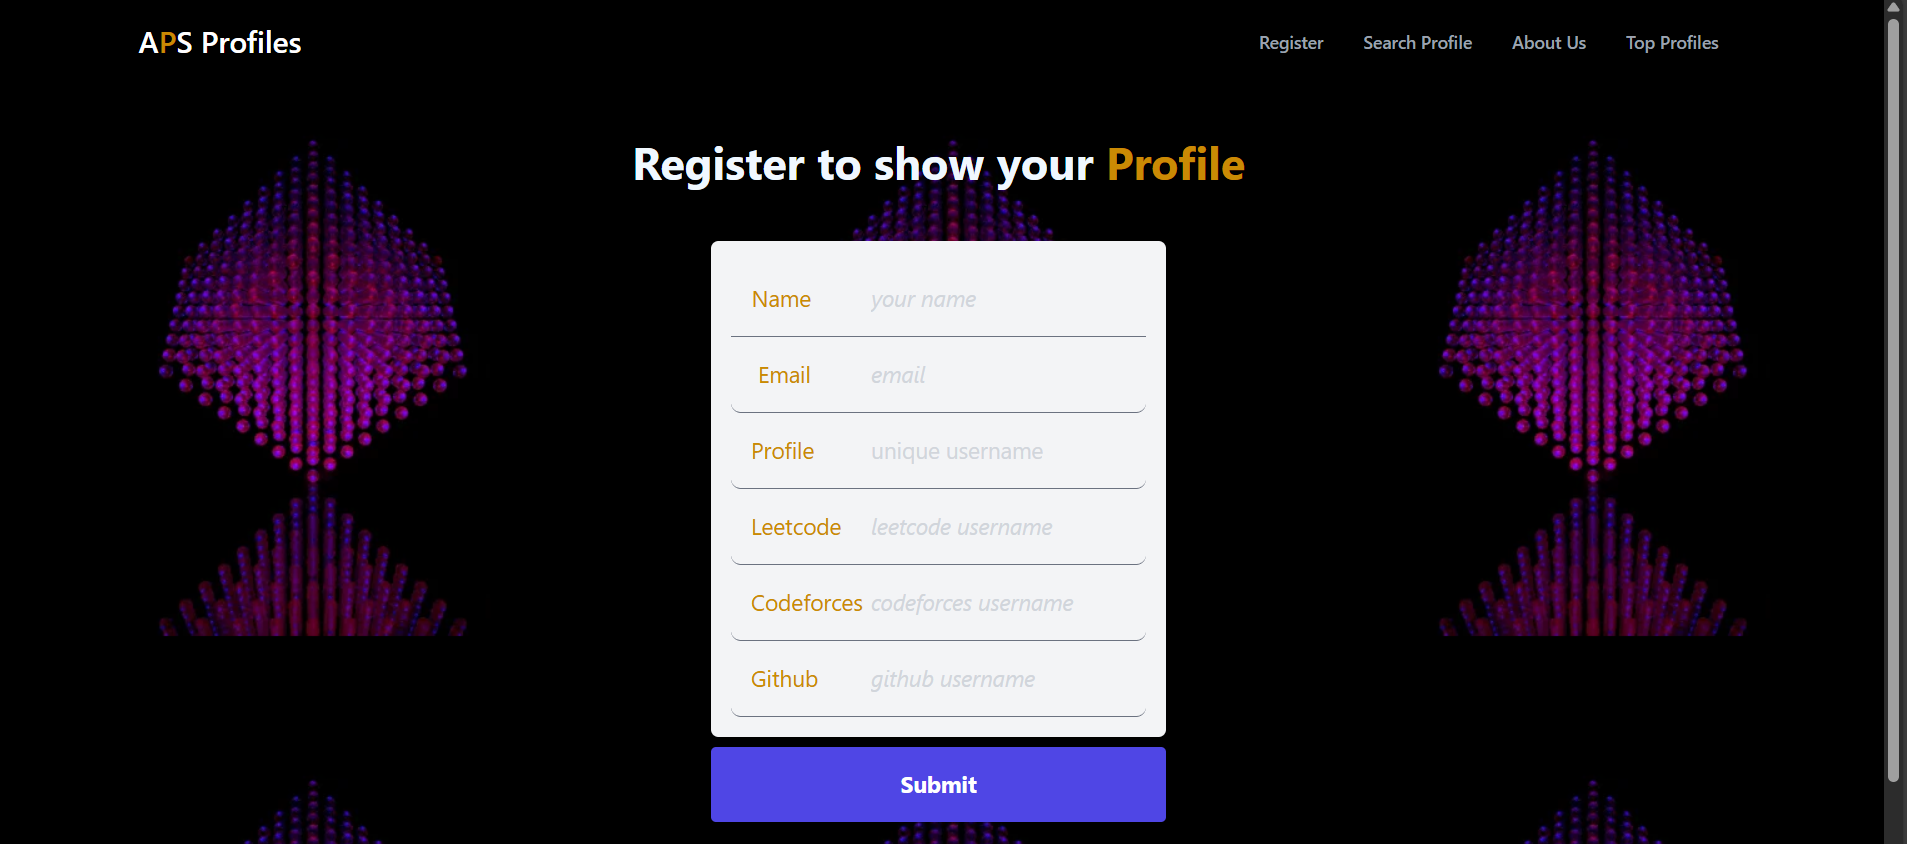 APS Profiles
Register Search Profile About Us Top Profiles
Register to show your Profile
Name your name
Email email
Profile unique username
Leetcode leetcode username
Codeforces codeforces username
Github github username
Submit